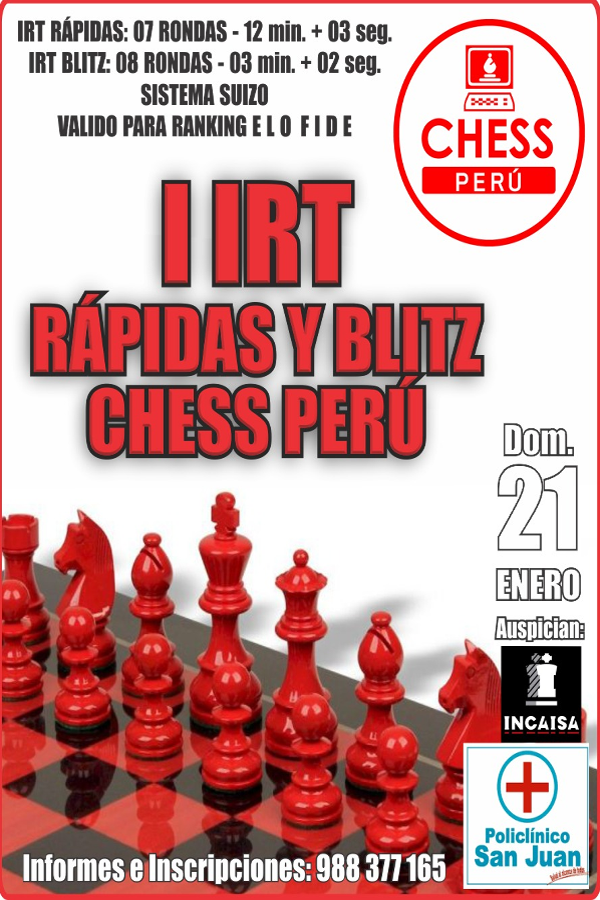 IRT RÁPIDAS: 07 RONDAS - 12 min. + 03 seg.
IRT BLITZ: 08 RONDAS - 03 min. + 02 seg.
SISTEMA SUIZO
VALIDO PARA RANKING E L O F I D E
CHESS
PERÚ
I IRT
RÁPIDAS Y BLITZ
CHESS PERÚ
Dom.
21
ENERO
Auspician:
INCAISA
Policlínico
San Juan
Informes e Inscripciones: 988 377 165